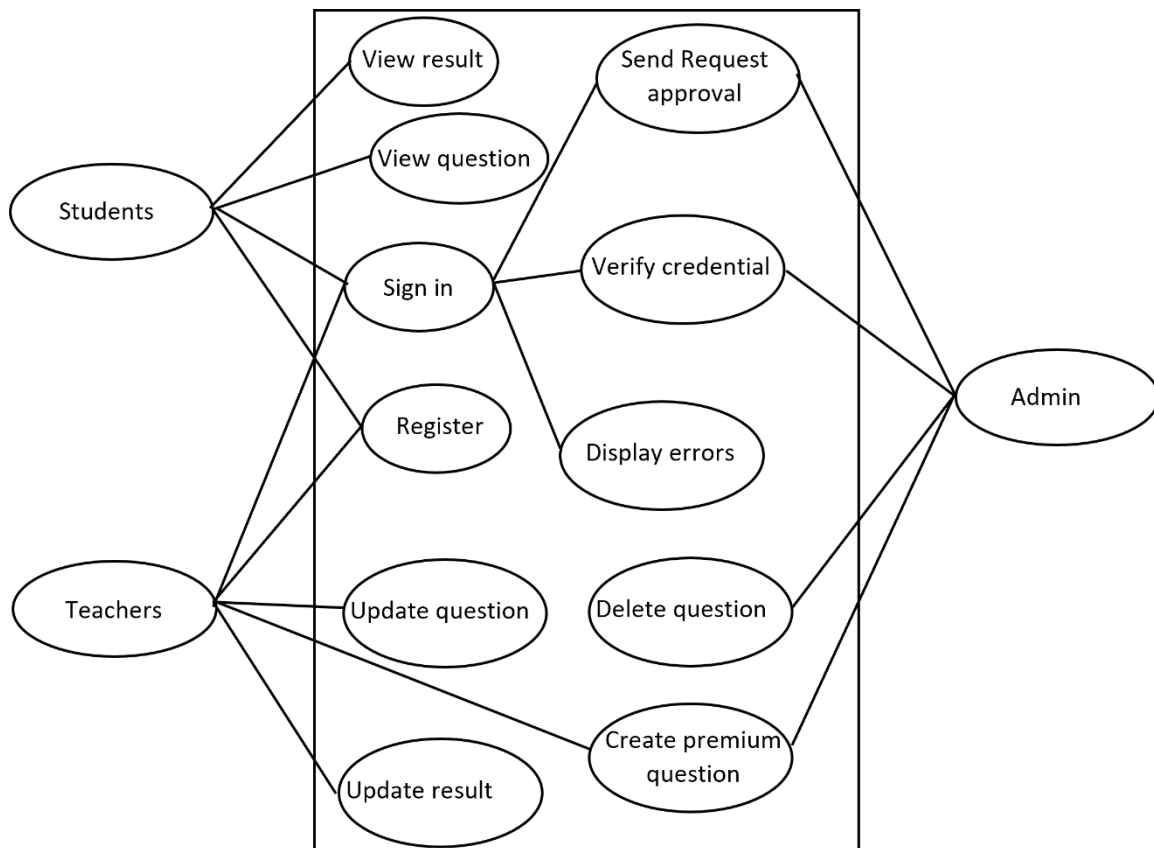 View result
Send Request
approval
View question
Students
Verify credential
Sign in
Admin
Register
Display errors
Teachers
Update question
Delete question
Create premium
question
Update result